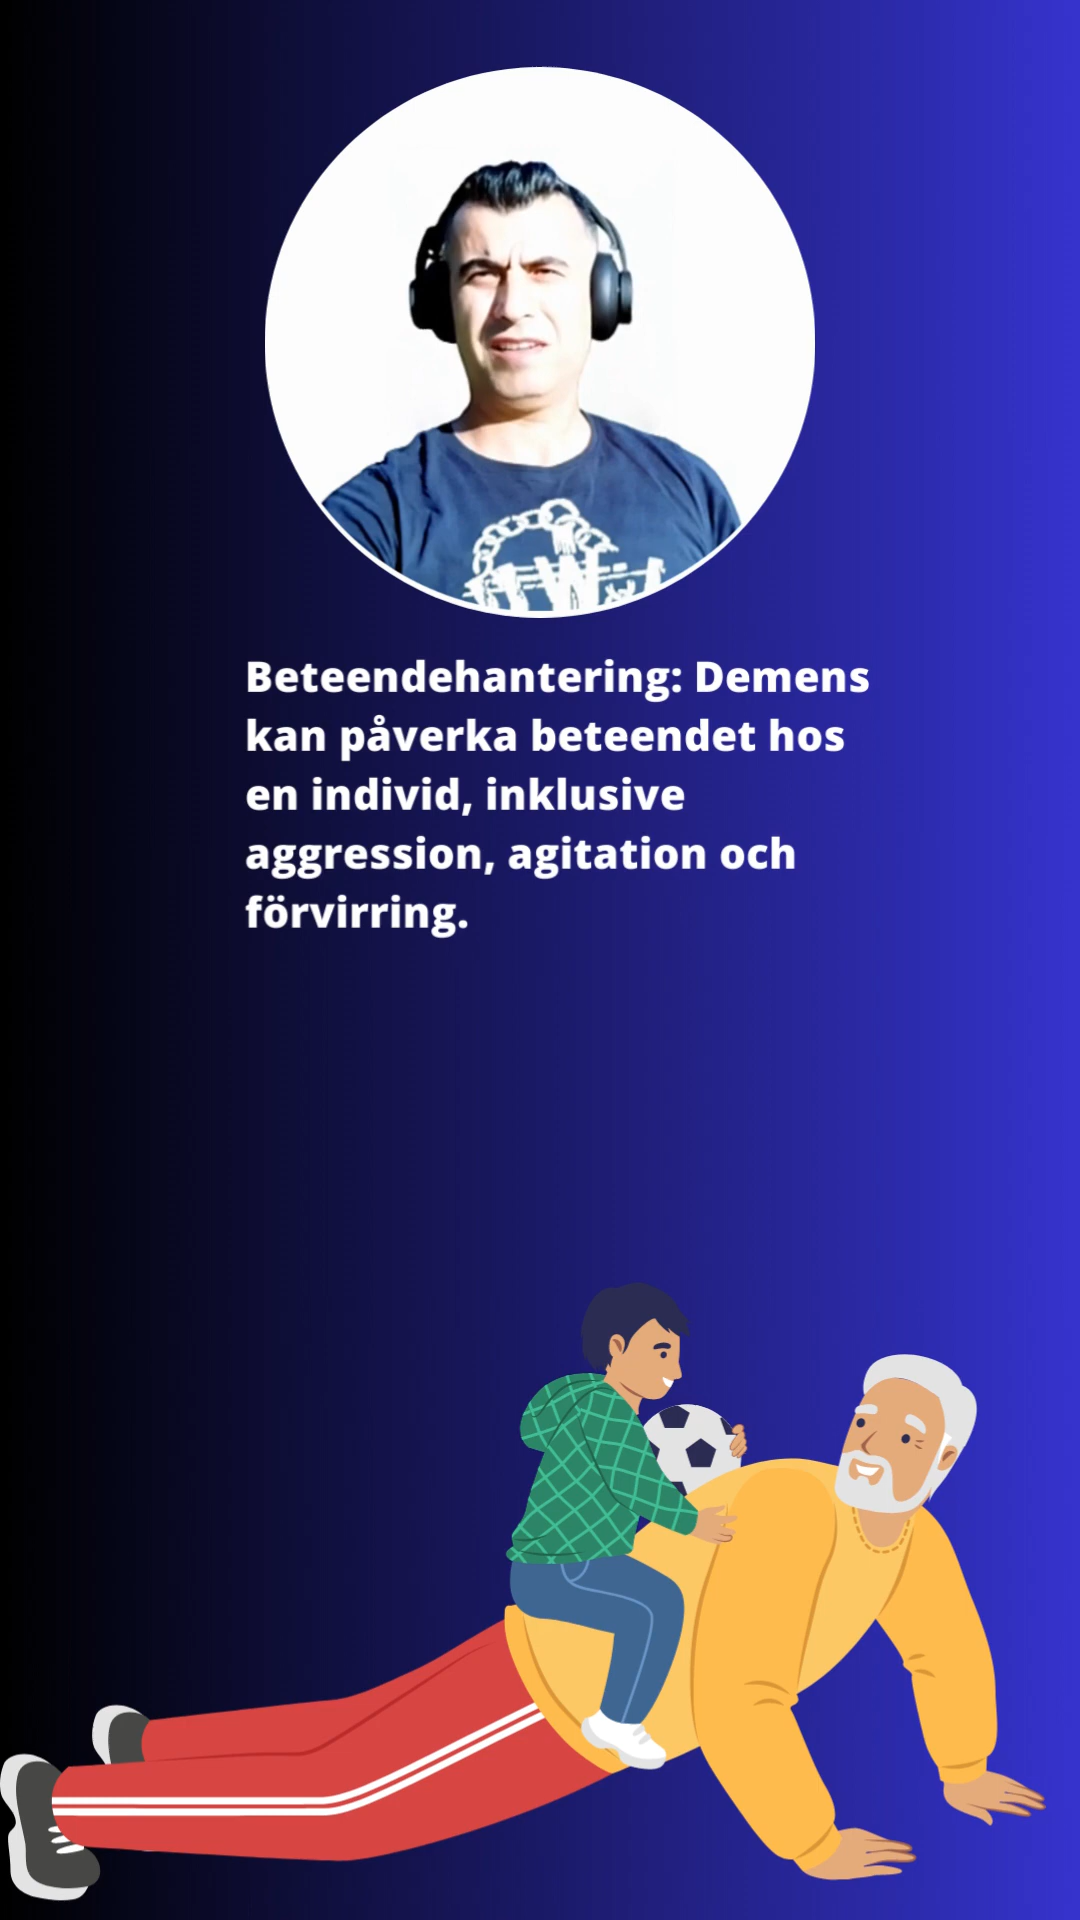 Beteendehantering: Demens
kan påverka beteendet hos
en individ, inklusive
aggression, agitation och
förvirring.